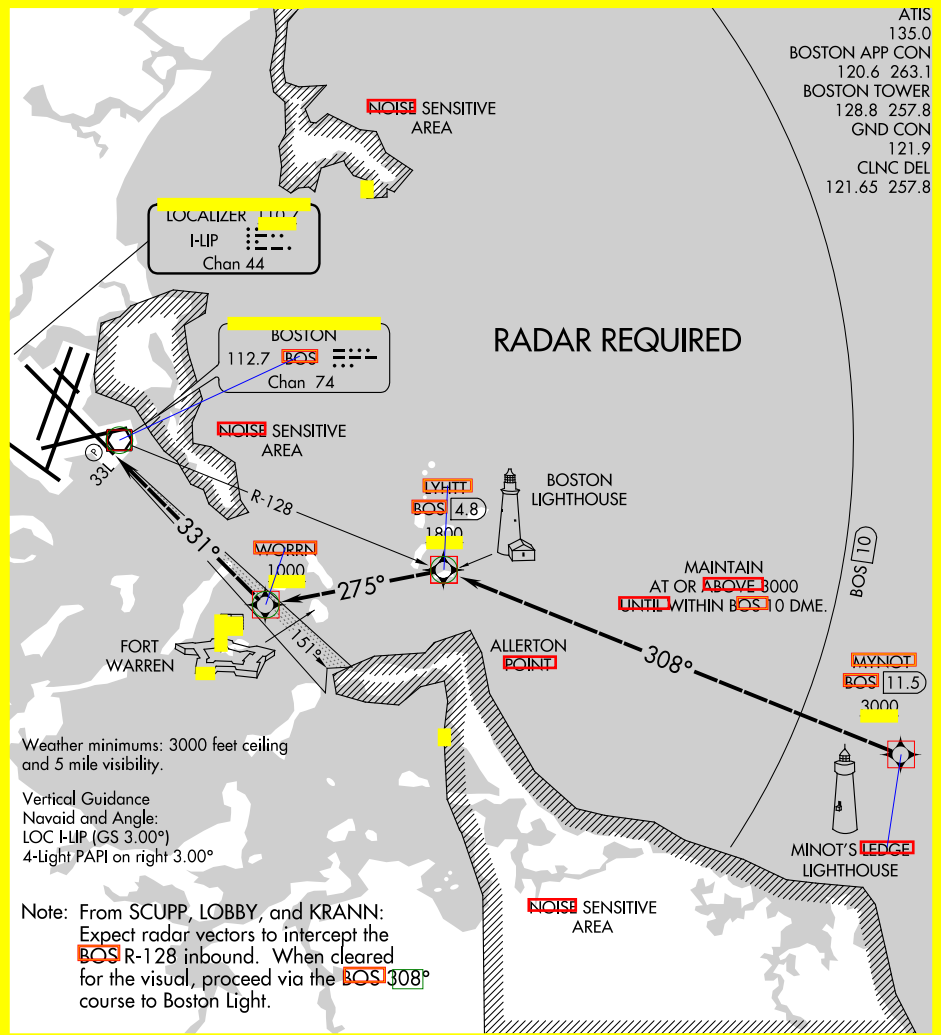 ATIS
135.0
BOSTON APP CON
120.6 263.1
BOSTON TOWER
128.8 257.8
GND CON
121.9
CLNC DEL
121.65 257.8
NOISE SENSITIVE
AREA
LOCALIZER
I-LIP
Chan 44
BOSTON
112.7 BOS
Chan 74
RADAR REQUIRED
NOISE SENSITIVE
AREA
P
33L
R-128
LYHTT
BOS 4.8
1800
BOSTON
LIGHTHOUSE
331°
WORRN
1000
275°
BOS 10
MAINTAIN
AT OR ABOVE 3000
UNTIL WITHIN BOS 10 DME.
FORT
WARREN
151°
ALLERTON
POINT
308°
MYNOT
BOS 11.5
3000
Weather minimums: 3000 feet ceiling
and 5 mile visibility.
Vertical Guidance
Navaid and Angle:
LOC I-LIP (GS 3.00°)
4-Light PAPI on right 3.00°
MINOT'S LEDGE
LIGHTHOUSE
NOISE SENSITIVE
AREA
Note: From SCUPP, LOBBY, and KRANN:
Expect radar vectors to intercept the
BOS R-128 inbound. When cleared
for the visual, proceed via the BOS 308°
course to Boston Light.